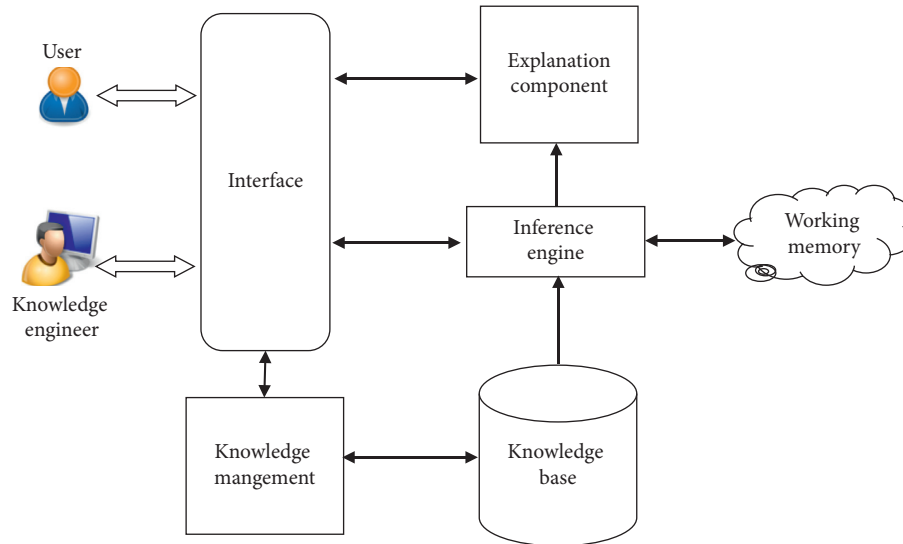 User
Explanation
component
Interface
Inference
engine
Working
memory
Knowledge
engineer
Knowledge
mangement
Knowledge
base